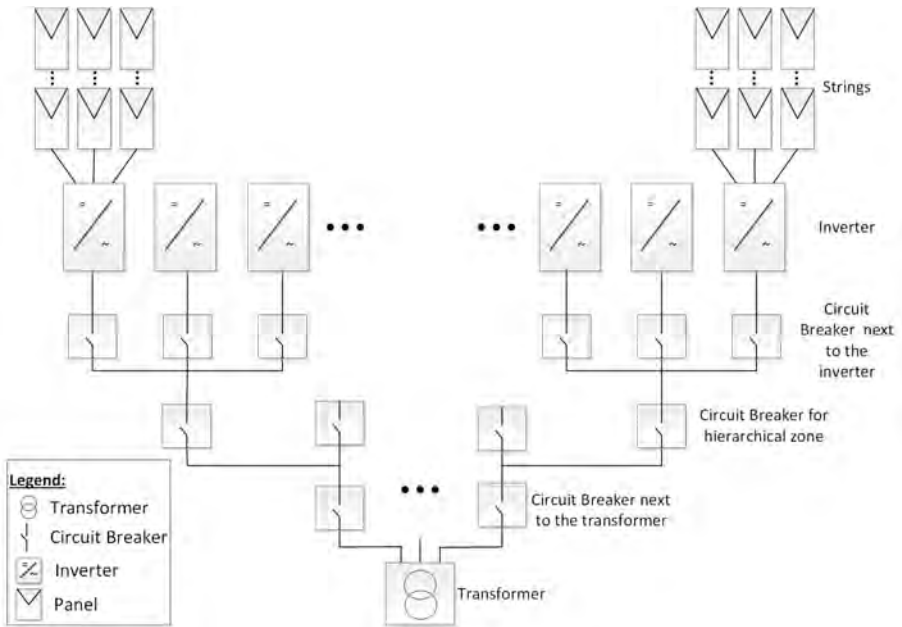 Strings
Inverter
Circuit
Breaker next
to the
inverter
Circuit Breaker for
hierarchical zone
Circuit Breaker next
to the transformer
Transformer
Legend:
Transformer
Circuit Breaker
Inverter
Panel